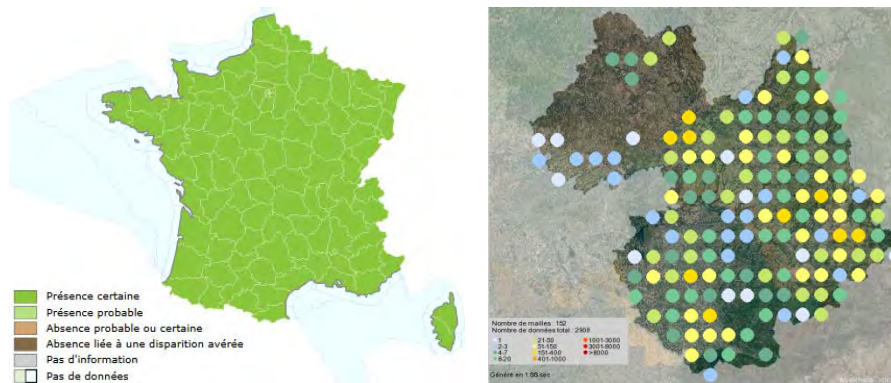 Présence certaine
Présence probable
Absence probable ou certaine
Absence liée à une disparition avérée
Pas d'information
Pas de données
Nombre de mailles : 152
Nombre de données total : 2908
1 21-50 1001-3000
2-3 51-150 3001-8000
4-7 151-400 >8000
8-20 401-1000
Généré en 1.66 sec